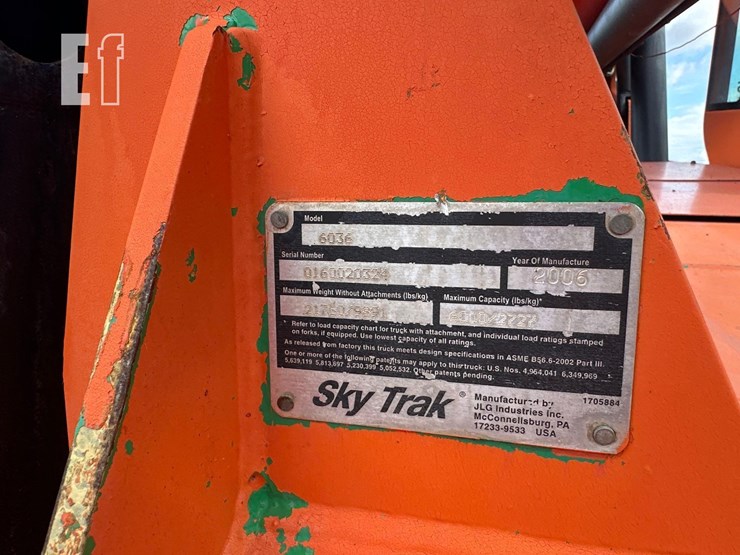 Ef
Model
6036
Serial Number
0160020324
Year Of Manufacture
2006
Maximum Weight Without Attachments (lbs/kg)
Maximum Capacity (lbs/kg)*
21760/9891
6000/2727
* Refer to load capacity chart for truck with attachment, and individual load ratings stamped
on forks, if equipped. Use lowest capacity of all ratings.
As released from factory this truck meets design specifications in ASME B56.6-2002 Part III.
One or more of the following patents may apply to this truck: U.S. Nos. 4,964,041 6,349,969
5,639,119 5,813,697 5,230,399 5,052,532. Other patents pending.
Sky Trak®
Manufactured by
1705884
JLG Industries Inc.
McConnellsburg, PA
17233-9533 USA